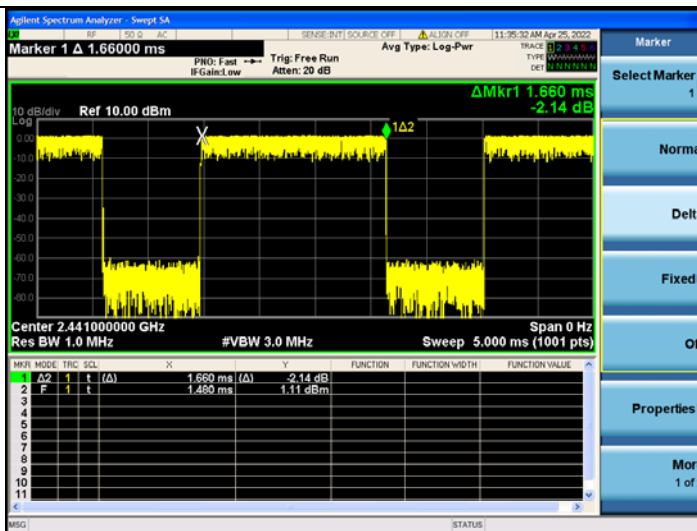 Agilent Spectrum Analyzer - Swept SA
RF 50 Ω AC SENSE:INT SOURCE OFF ALIGN OFF 11:35:32 AM Apr 25, 2022
Marker 1 Δ 1.66000 ms
PNO: Fast Trig: Free Run Avg Type: Log-Pwr TRACE 1 2 3 4 5 6
IFGain:Low Atten: 20 dB TYPE
DET N N N N N N
Marker
Select Marker
1
Norma
Delt
Fixed
Of
Properties
Mor
1 of
ΔMkr1 1.660 ms
-2.14 dB
10 dB/div Ref 10.00 dBm
Log
0.00
-10.0
-20.0
-30.0
-40.0
-50.0
-60.0
-70.0
-80.0
X
1Δ2
Center 2.441000000 GHz Span 0 Hz
Res BW 1.0 MHz #VBW 3.0 MHz Sweep 5.000 ms (1001 pts)
MKR MODE TRC SCL X Y FUNCTION FUNCTION WIDTH FUNCTION VALUE
1 Δ2 1 t (Δ) 1.660 ms (Δ) -2.14 dB
2 F 1 t 1.480 ms 1.11 dBm
3
4
5
6
7
8
9
10
11
MSG STATUS